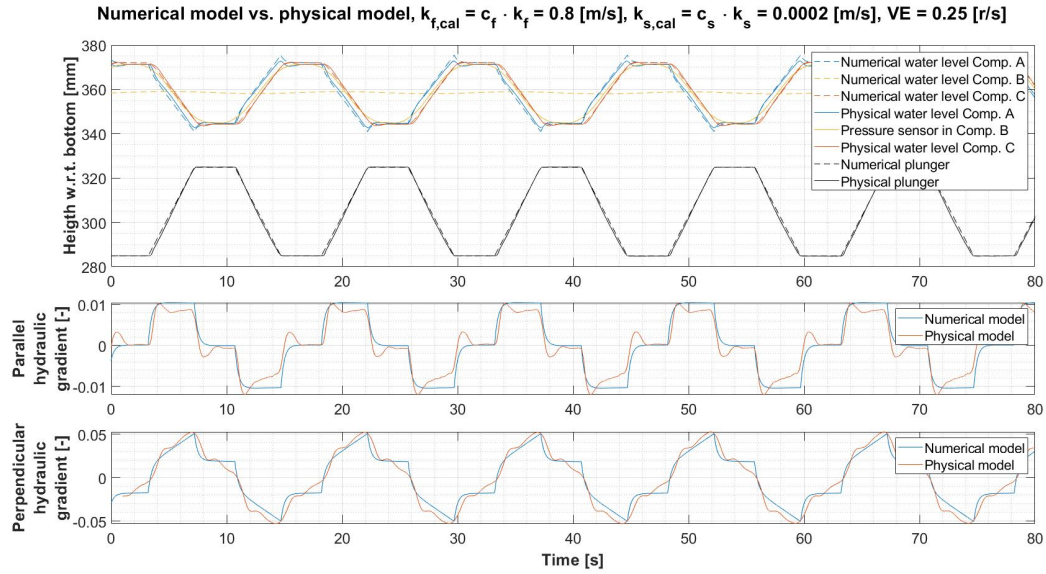 Numerical model vs. physical model, k_f,cal = c_f · k_f = 0.8 [m/s], k_s,cal = c_s · k_s = 0.0002 [m/s], VE = 0.25 [r/s]
Heigth w.r.t. bottom [mm]
380
360
340
320
300
280
Numerical water level Comp. A
Numerical water level Comp. B
Numerical water level Comp. C
Physical water level Comp. A
Pressure sensor in Comp. B
Physical water level Comp. C
Numerical plunger
Physical plunger
0 10 20 30 40 50 60 70 80
Parallel
hydraulic
gradient [-]
0.01
0
-0.01
Numerical model
Physical model
0 10 20 30 40 50 60 70 80
Perpendicular
hydraulic
gradient [-]
0.05
0
-0.05
Numerical model
Physical model
0 10 20 30 40 50 60 70 80
Time [s]